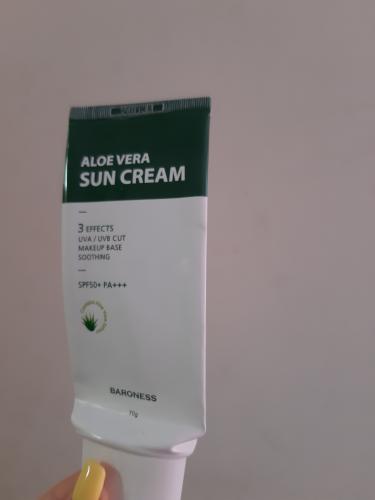 ALOE VERA
SUN CREAM
3 EFFECTS
UVA / UVB CUT
MAKEUP BASE
SOOTHING
SPF50+ PA+++
BARONESS
70g